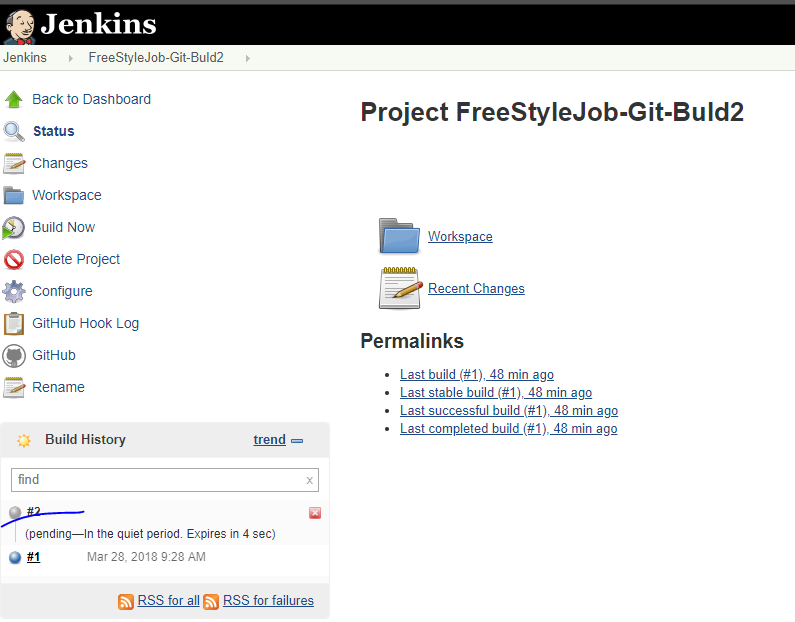 Jenkins
Jenkins FreeStyleJob-Git-Buld2
Back to Dashboard
Status
Changes
Workspace
Build Now
Delete Project
Configure
GitHub Hook Log
GitHub
Rename
Build History trend
find x
#2
(pending—In the quiet period. Expires in 4 sec)
#1 Mar 28, 2018 9:28 AM
RSS for all RSS for failures
Project FreeStyleJob-Git-Buld2
Workspace
Recent Changes
Permalinks
Last build (#1), 48 min ago
Last stable build (#1), 48 min ago
Last successful build (#1), 48 min ago
Last completed build (#1), 48 min ago